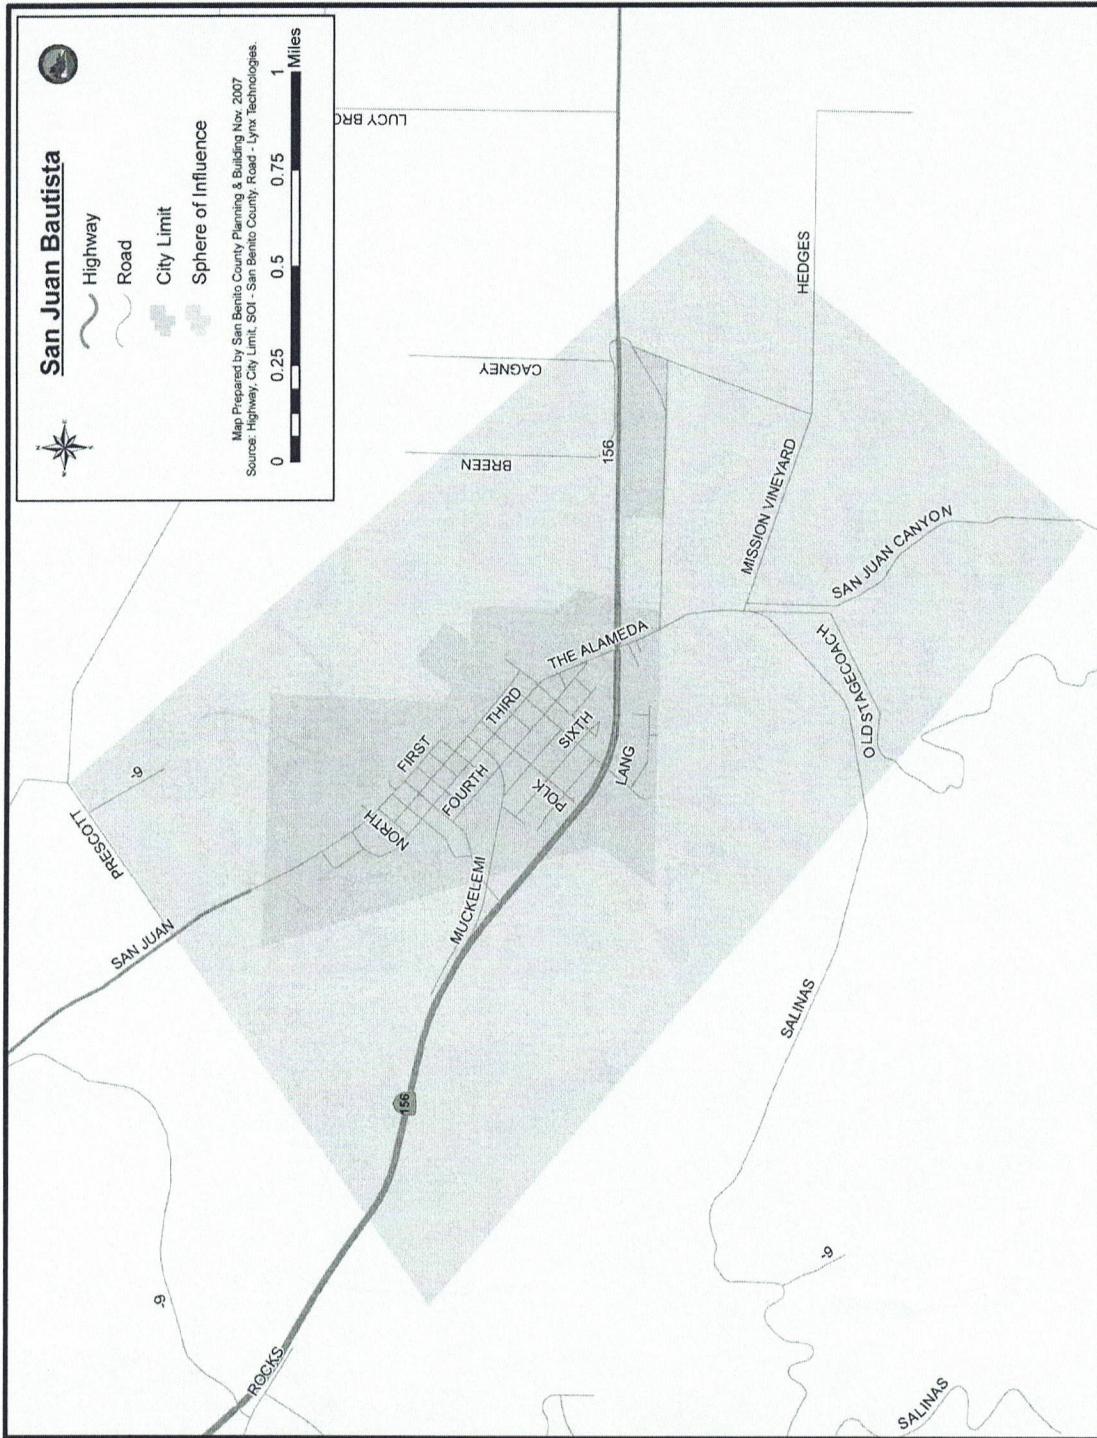 San Juan Bautista
Highway
Road
City Limit
Sphere of Influence
Map Prepared by San Benito County Planning & Building Nov. 2007
Source: Highway, City Limit, SOI - San Benito County. Road - Lynx Technologies.
0 0.25 0.5 0.75 1
Miles
LUCY BRO
HEDGES
CAGNEY
BREEN
156
MISSION VINEYARD
SAN JUAN CANYON
THE ALAMEDA
OLD STAGECOACH
THIRD
FIRST
SIXTH
FOURTH
LANG
POLK
NORTH
-9
PRESCOTT
MUCKELEMI
SAN JUAN
SALINAS
156
-9
-9
ROCKS
SALINAS